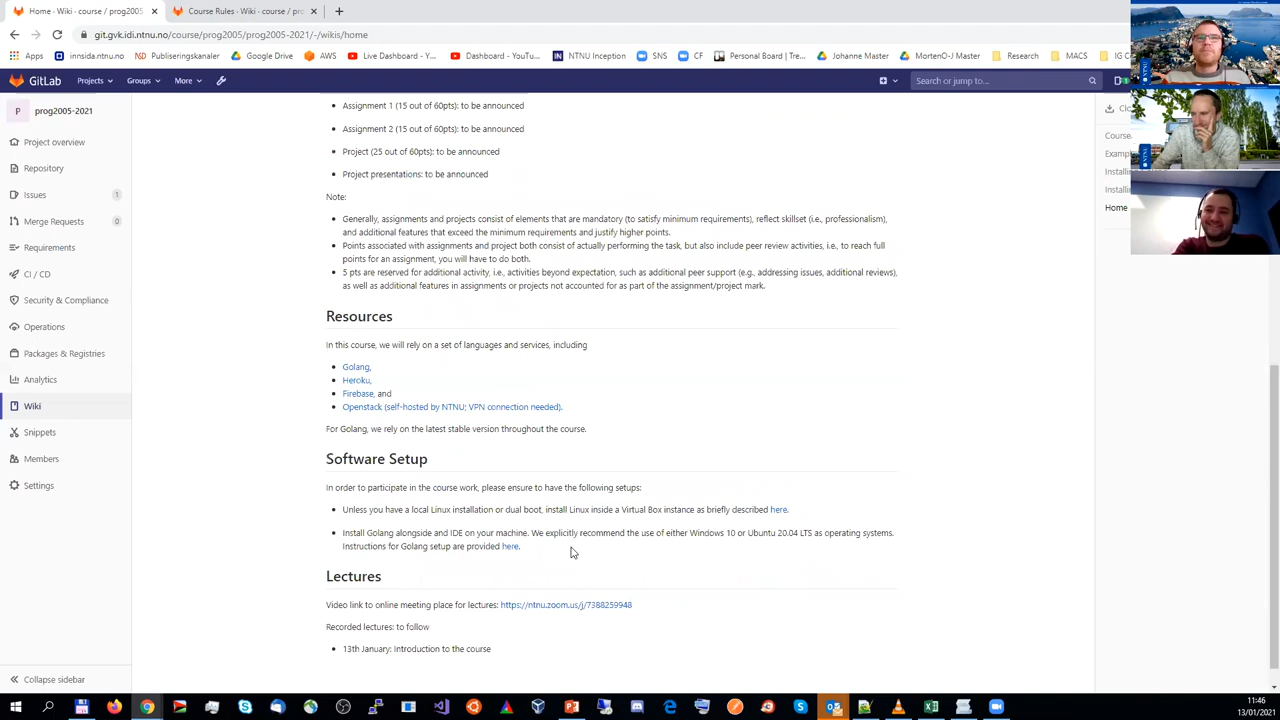 Home · Wiki · course / prog2005
Course Rules · Wiki · course / pro
git.gvk.idi.ntnu.no/course/prog2005/prog2005-2021/-/wikis/home
Apps
innsida.ntnu.no
Publiseringskanaler
Google Drive
AWS
Live Dashboard - Yo...
Dashboard - YouTub...
NTNU Inception
SNS
CF
Personal Board | Tre...
Johanne Master
MortenO-J Master
Research
MACS
IG C
GitLab
Projects
Groups
More
Search or jump to...
P
prog2005-2021
Project overview
Repository
Issues
1
Merge Requests
0
Requirements
CI / CD
Security & Compliance
Operations
Packages & Registries
Analytics
Wiki
Snippets
Members
Settings
Collapse sidebar
Assignment 1 (15 out of 60pts): to be announced
Assignment 2 (15 out of 60pts): to be announced
Project (25 out of 60pts): to be announced
Project presentations: to be announced
Note:
Generally, assignments and projects consist of elements that are mandatory (to satisfy minimum requirements), reflect skillset (i.e., professionalism),
and additional features that exceed the minimum requirements and justify higher points.
Points associated with assignments and project both consist of actually performing the task, but also include peer review activities, i.e., to reach full
points for an assignment, you will have to do both.
5 pts are reserved for additional activity, i.e., activities beyond expectation, such as additional peer support (e.g., addressing issues, additional reviews),
as well as additional features in assignments or projects not accounted for as part of the assignment/project mark.
Resources
In this course, we will rely on a set of languages and services, including
Golang,
Heroku,
Firebase, and
Openstack (self-hosted by NTNU; VPN connection needed).
For Golang, we rely on the latest stable version throughout the course.
Software Setup
In order to participate in the course work, please ensure to have the following setups:
Unless you have a local Linux installation or dual boot, install Linux inside a Virtual Box instance as briefly described here.
Install Golang alongside and IDE on your machine. We explicitly recommend the use of either Windows 10 or Ubuntu 20.04 LTS as operating systems.
Instructions for Golang setup are provided here.
Lectures
Video link to online meeting place for lectures: https://ntnu.zoom.us/j/7388259948
Recorded lectures: to follow
13th January: Introduction to the course
Clo
Course
Examp
Installin
Installin
Home
NTNU
NTNU
11:46
13/01/2021